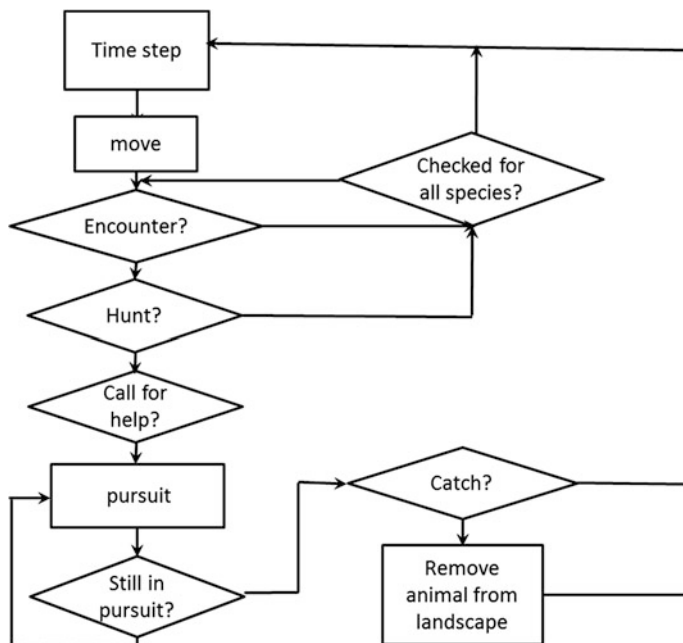 Time step
move
Checked for
all species?
Encounter?
Hunt?
Call for
help?
pursuit
Catch?
Still in
pursuit?
Remove
animal from
landscape